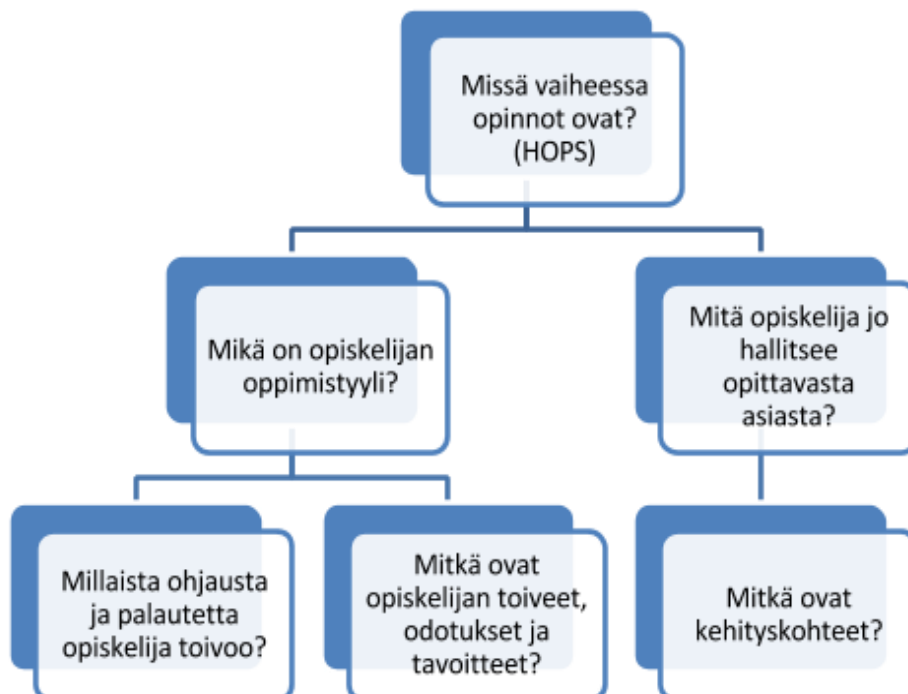 Missä vaiheessa
opinnot ovat?
(HOPS)
Mikä on opiskelijan
oppimistyyli?
Mitä opiskelija jo
hallitsee
opittavasta
asiasta?
Millaista ohjausta
ja palautetta
opiskelija toivoo?
Mitkä ovat
opiskelijan toiveet,
odotukset ja
tavoitteet?
Mitkä ovat
kehityskohteet?